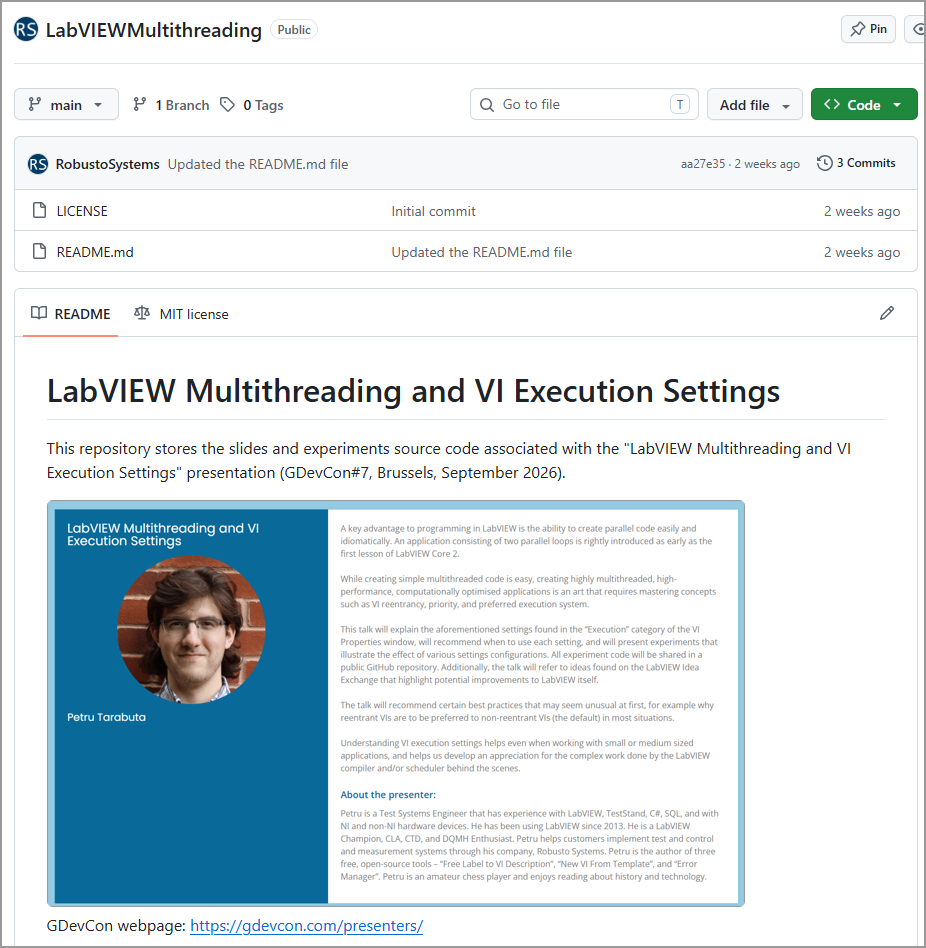 RS LabVIEWMultithreading Public Pin
main 1 Branch 0 Tags Go to file T Add file Code
RS RobustoSystems Updated the README.md file aa27e35 · 2 weeks ago 3 Commits
LICENSE Initial commit 2 weeks ago
README.md Updated the README.md file 2 weeks ago
README MIT license
LabVIEW Multithreading and VI Execution Settings
This repository stores the slides and experiments source code associated with the "LabVIEW Multithreading and VI
Execution Settings" presentation (GDevCon#7, Brussels, September 2026).
LabVIEW Multithreading and VI
Execution Settings
Petru Tarabuta
A key advantage to programming in LabVIEW is the ability to create parallel code easily and
idiomatically. An application consisting of two parallel loops is rightly introduced as early as the
first lesson of LabVIEW Core 2.
While creating simple multithreaded code is easy, creating highly multithreaded, high-
performance, computationally optimised applications is an art that requires mastering concepts
such as VI reentrancy, priority, and preferred execution system.
This talk will explain the aforementioned settings found in the “Execution” category of the VI
Properties window, will recommend when to use each setting, and will present experiments that
illustrate the effect of various settings configurations. All experiment code will be shared in a
public GitHub repository. Additionally, the talk will refer to ideas found on the LabVIEW Idea
Exchange that highlight potential improvements to LabVIEW itself.
The talk will recommend certain best practices that may seem unusual at first, for example why
reentrant VIs are to be preferred to non-reentrant VIs (the default) in most situations.
Understanding VI execution settings helps even when working with small or medium sized
applications, and helps us develop an appreciation for the complex work done by the LabVIEW
compiler and/or scheduler behind the scenes.
About the presenter:
Petru is a Test Systems Engineer that has experience with LabVIEW, TestStand, C#, SQL, and with
NI and non-NI hardware devices. He has been using LabVIEW since 2013. He is a LabVIEW
Champion, CLA, CTD, and DQMH Enthusiast. Petru helps customers implement test and control
and measurement systems through his company, Robusto Systems. Petru is the author of three
free, open-source tools – “Free Label to VI Description”, “New VI From Template”, and “Error
Manager”. Petru is an amateur chess player and enjoys reading about history and technology.
GDevCon webpage: https://gdevcon.com/presenters/